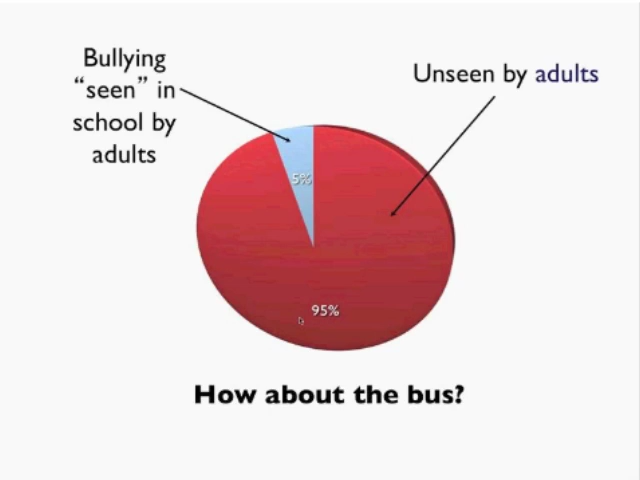 Bullying
“seen” in
school by
adults
Unseen by adults
5%
95%
How about the bus?